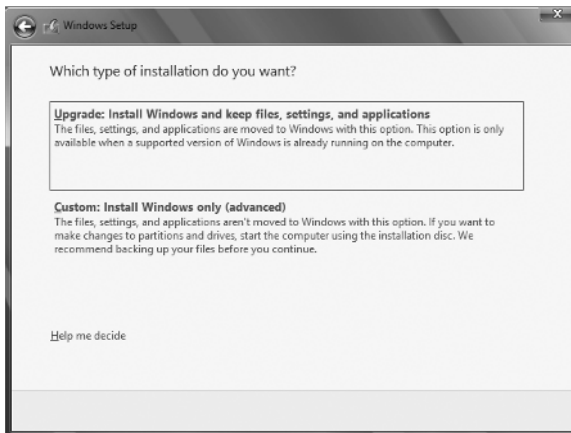 Windows Setup
Which type of installation do you want?
Upgrade: Install Windows and keep files, settings, and applications
The files, settings, and applications are moved to Windows with this option. This option is only
available when a supported version of Windows is already running on the computer.
Custom: Install Windows only (advanced)
The files, settings, and applications aren't moved to Windows with this option. If you want to
make changes to partitions and drives, start the computer using the installation disc. We
recommend backing up your files before you continue.
Help me decide